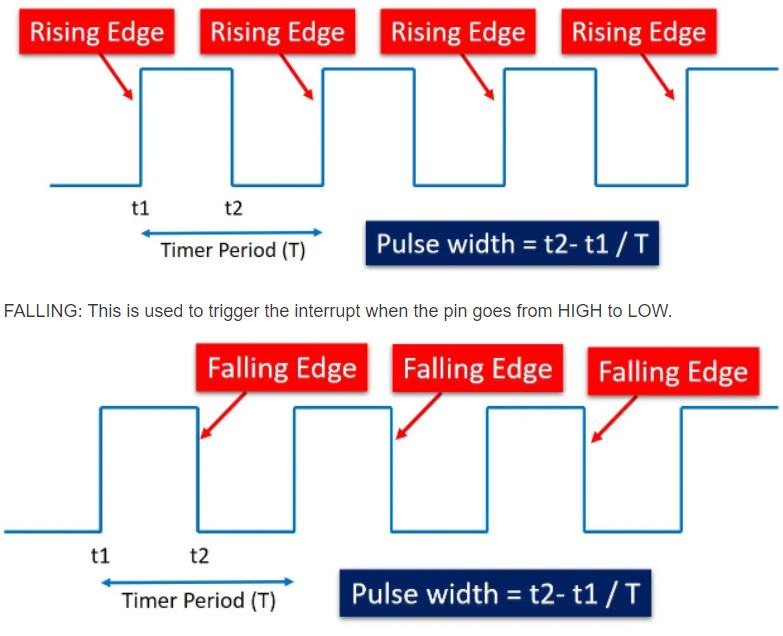 Rising Edge Rising Edge Rising Edge Rising Edge
t1 t2
Timer Period (T)
Pulse width = t2- t1 / T
FALLING: This is used to trigger the interrupt when the pin goes from HIGH to LOW.
Falling Edge Falling Edge Falling Edge
t1 t2
Timer Period (T)
Pulse width = t2- t1 / T